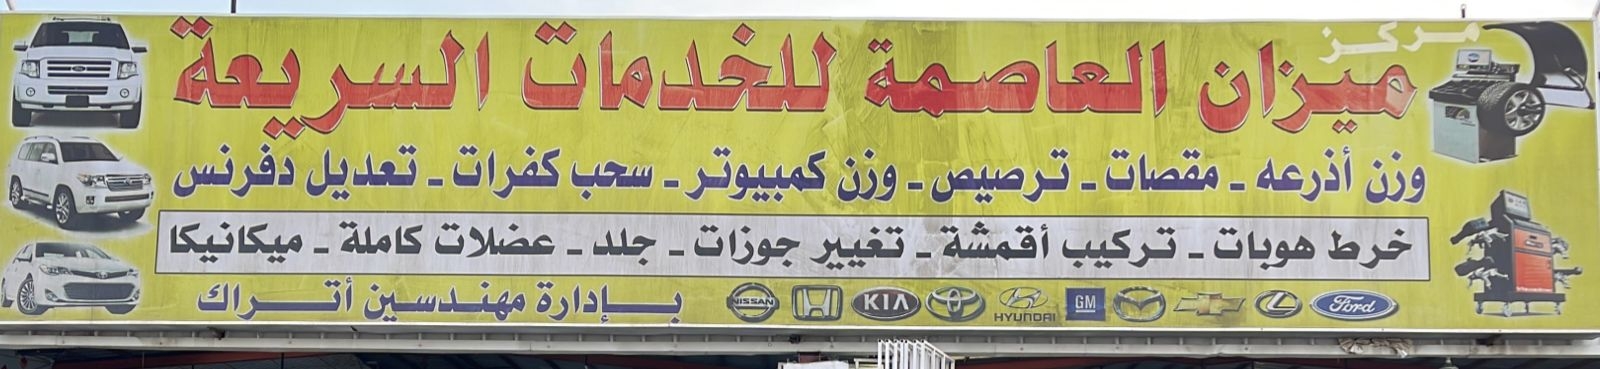 مركز
ميزان العاصمة للخدمات السريعة
وزن أذرعه - مقصات - ترصيص - وزن كمبيوتر - سحب كفرات - تعديل دفرنس
خرط هوبات - تركيب أقمشة - تغيير جوزات - جلد - عضلات كاملة - ميكانيكا
بإدارة مهندسين أتراك
NISSAN KIA HYUNDAI GM Ford